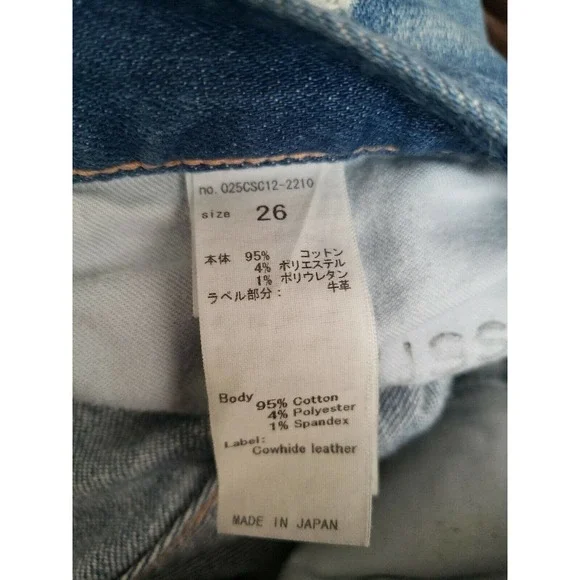 no. 025CSC12-2210
size 26
本体 95% コットン
4% ポリエステル
1% ポリウレタン
ラベル部分: 牛革
Body 95% Cotton
4% Polyester
1% Spandex
Label:
Cowhide leather
MADE IN JAPAN